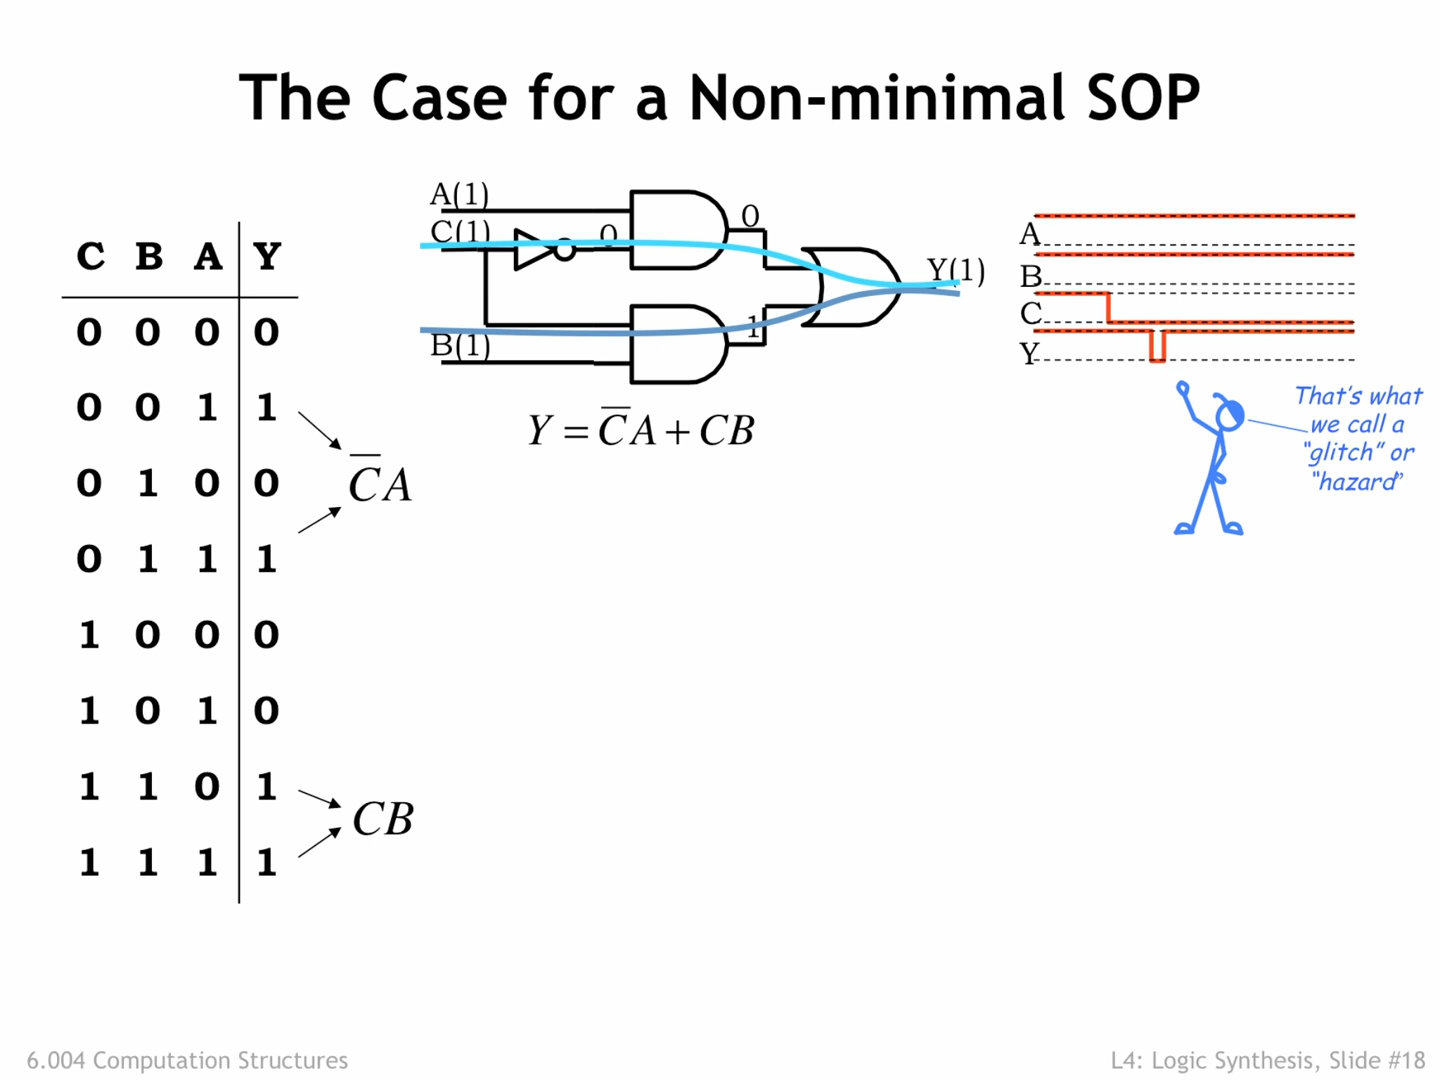 The Case for a Non-minimal SOP
C B A Y
0 0 0 0
0 0 1 1
0 1 0 0
0 1 1 1
1 0 0 0
1 0 1 0
1 1 0 1
1 1 1 1
C̅A
CB
A(1)
C(1)
0
0
B(1)
1
Y(1)
Y = C̅A + CB
A
B
C
Y
That's what
we call a
"glitch" or
"hazard"
6.004 Computation Structures
L4: Logic Synthesis, Slide #18